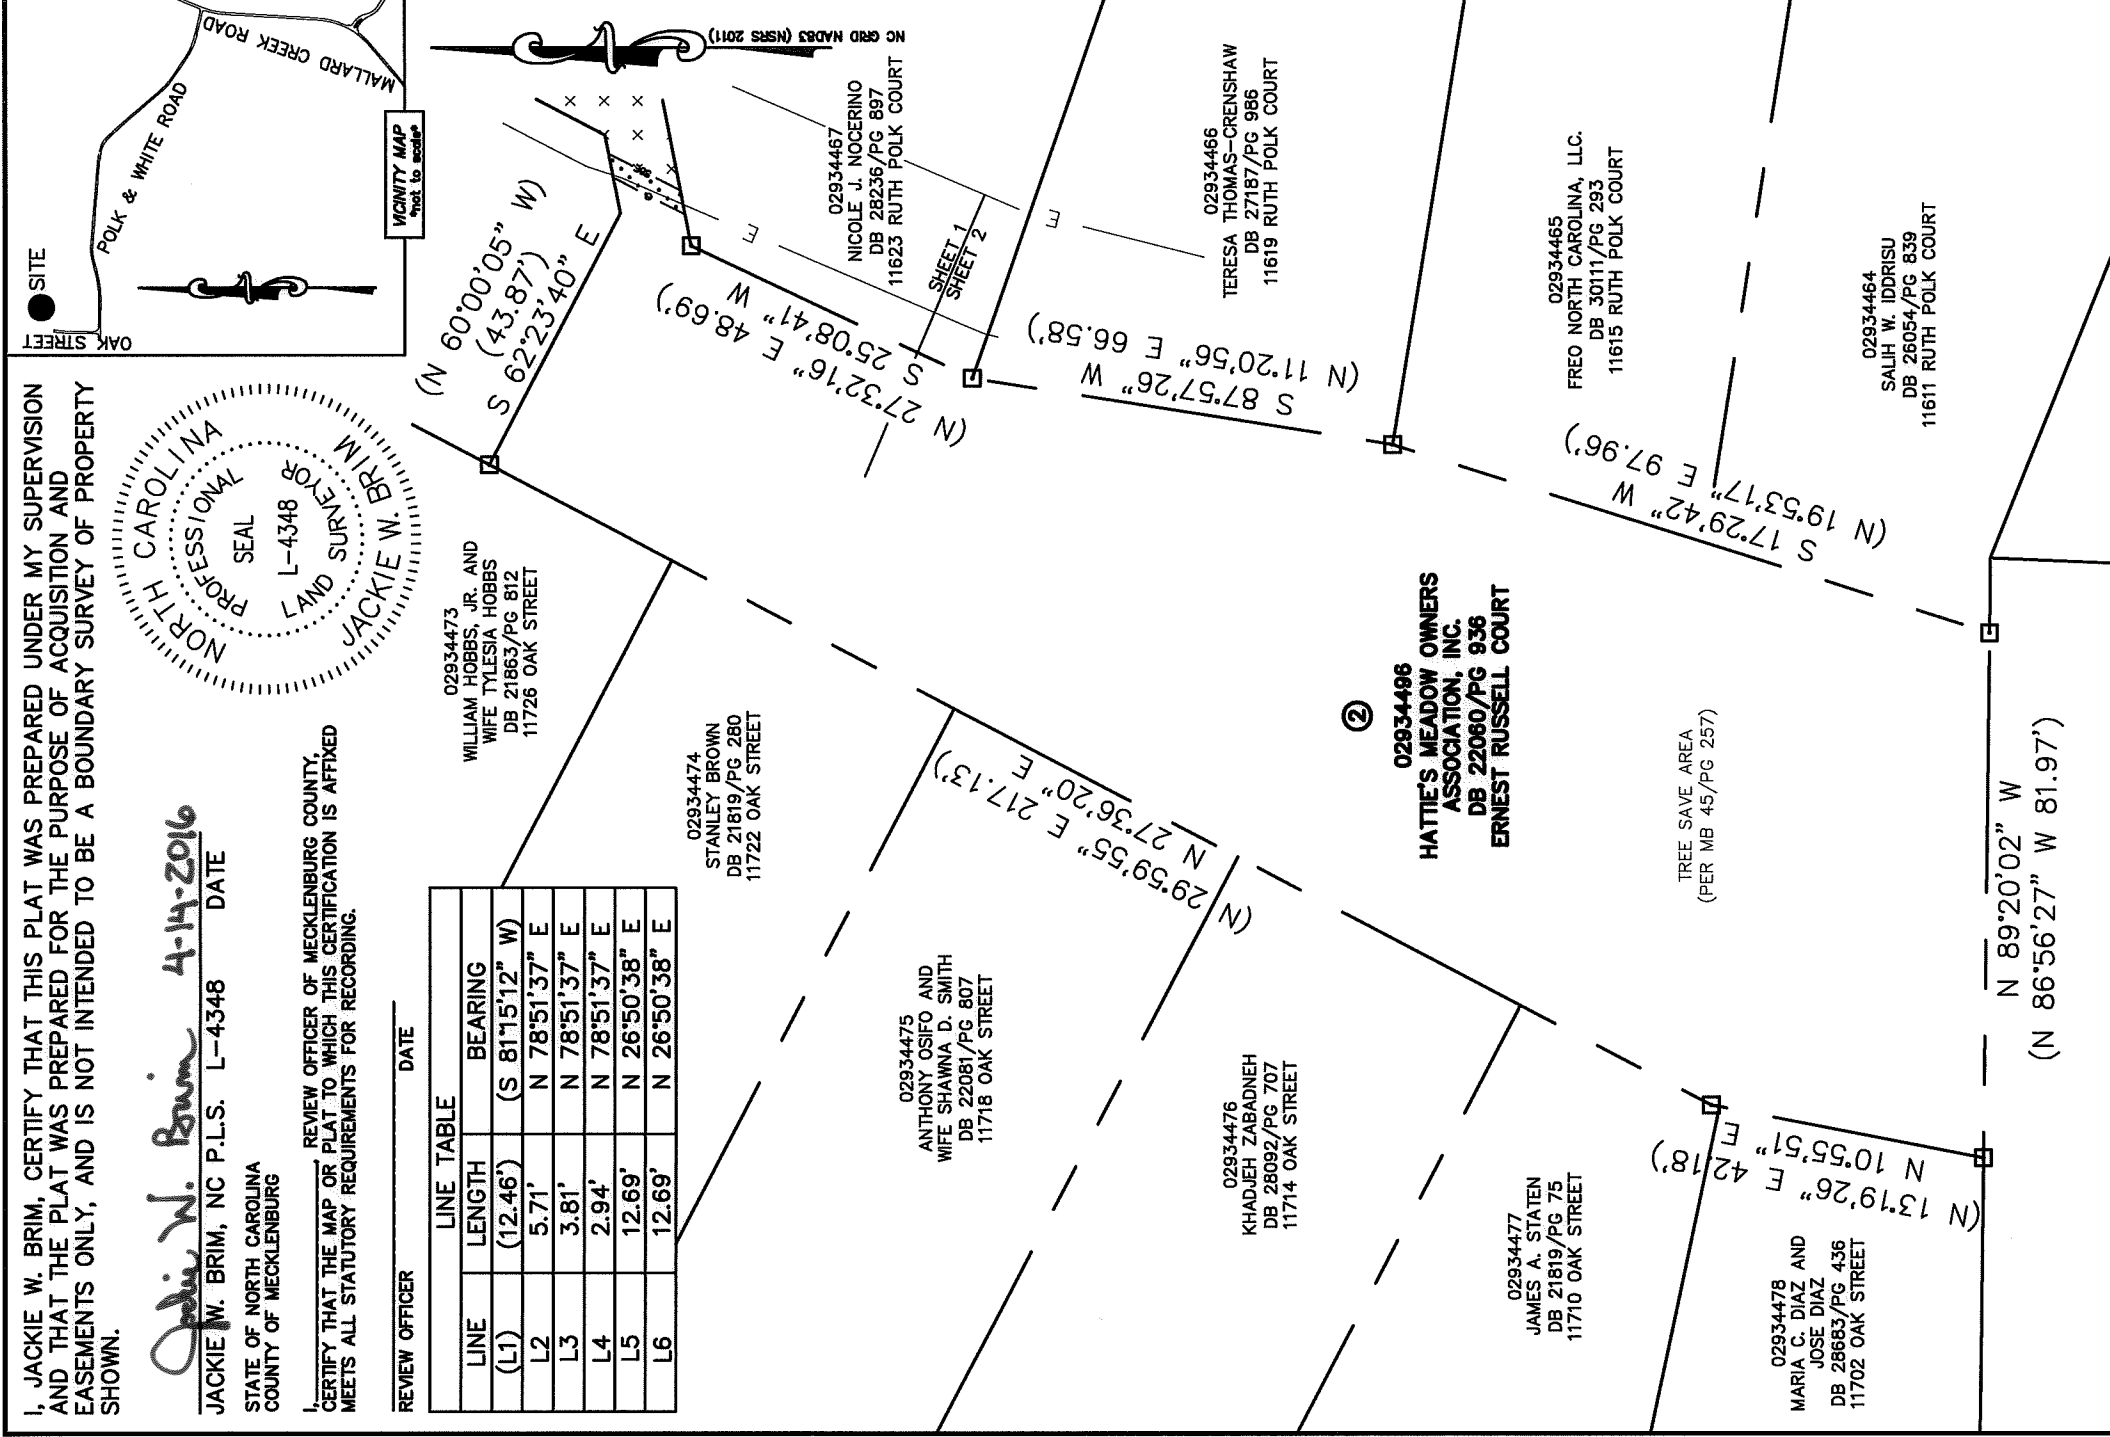 I, JACKIE W. BRIM, CERTIFY THAT THIS PLAT WAS PREPARED UNDER MY SUPERVISION
AND THAT THE PLAT WAS PREPARED FOR THE PURPOSE OF ACQUISITION AND
EASEMENTS ONLY, AND IS NOT INTENDED TO BE A BOUNDARY SURVEY OF PROPERTY
SHOWN.
Jackie W. Brim 4-14-2016
JACKIE W. BRIM, NC P.L.S. L-4348 DATE
STATE OF NORTH CAROLINA
COUNTY OF MECKLENBURG
I, , REVIEW OFFICER OF MECKLENBURG COUNTY,
CERTIFY THAT THE MAP OR PLAT TO WHICH THIS CERTIFICATION IS AFFIXED
MEETS ALL STATUTORY REQUIREMENTS FOR RECORDING.
REVIEW OFFICER DATE
NORTH CAROLINA
PROFESSIONAL
SEAL
L-4348
LAND SURVEYOR
JACKIE W. BRIM
SITE
OAK STREET
POLK & WHITE ROAD
MALLARD CREEK ROAD
VICINITY MAP
*not to scale*
NC GRID NAD83 (NSRS 2011)
LINE TABLE
LINE LENGTH BEARING
(L1) (12.46') (S 81°15'12" W)
L2 5.71' N 78°51'37" E
L3 3.81' N 78°51'37" E
L4 2.94' N 78°51'37" E
L5 12.69' N 26°50'38" E
L6 12.69' N 26°50'38" E
02934473
WILLIAM HOBBS, JR. AND
WIFE TYLESIA HOBBS
DB 21863/PG 812
11726 OAK STREET
(N 60°00'05" W)
(43.87')
S 62°23'40" E
02934467
NICOLE J. NOCERINO
DB 28236/PG 897
11623 RUTH POLK COURT
E
S 25°08'41" W
(N 27°32'16" E 48.69')
SHEET 1
SHEET 2
E
02934474
STANLEY BROWN
DB 21819/PG 280
11722 OAK STREET
02934466
TERESA THOMAS-CRENSHAW
DB 27187/PG 986
11619 RUTH POLK COURT
S 87°57'26" W
(N 11°20'56" E 66.58')
02934475
ANTHONY OSIFO AND
WIFE SHAWNA D. SMITH
DB 22081/PG 807
11718 OAK STREET
N 27°36'20" E
(N 29°59'55" E 217.13')
02934476
KHADJEH ZABADNEH
DB 28092/PG 707
11714 OAK STREET
2
02934496
HATTIE'S MEADOW OWNERS
ASSOCIATION, INC.
DB 22060/PG 936
ERNEST RUSSELL COURT
02934465
FREO NORTH CAROLINA, LLC.
DB 30111/PG 293
11615 RUTH POLK COURT
S 17°29'42" W
(N 19°53'17" E 97.96')
TREE SAVE AREA
(PER MB 45/PG 257)
02934477
JAMES A. STATEN
DB 21819/PG 75
11710 OAK STREET
02934464
SALIH W. IDDRISU
DB 26054/PG 839
11611 RUTH POLK COURT
02934478
MARIA C. DIAZ AND
JOSE DIAZ
DB 28683/PG 436
11702 OAK STREET
N 10°55'51" E
(N 13°19'26" E 42.18')
N 89°20'02" W
(N 86°56'27" W 81.97')